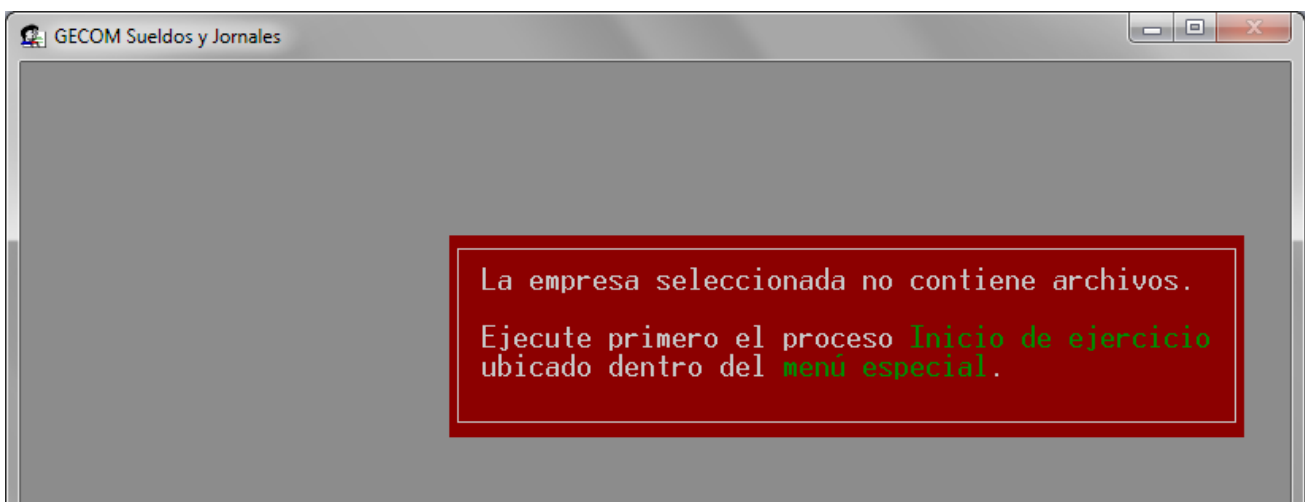 GECOM Sueldos y Jornales
La empresa seleccionada no contiene archivos.
Ejecute primero el proceso Inicio de ejercicio
ubicado dentro del menú especial.